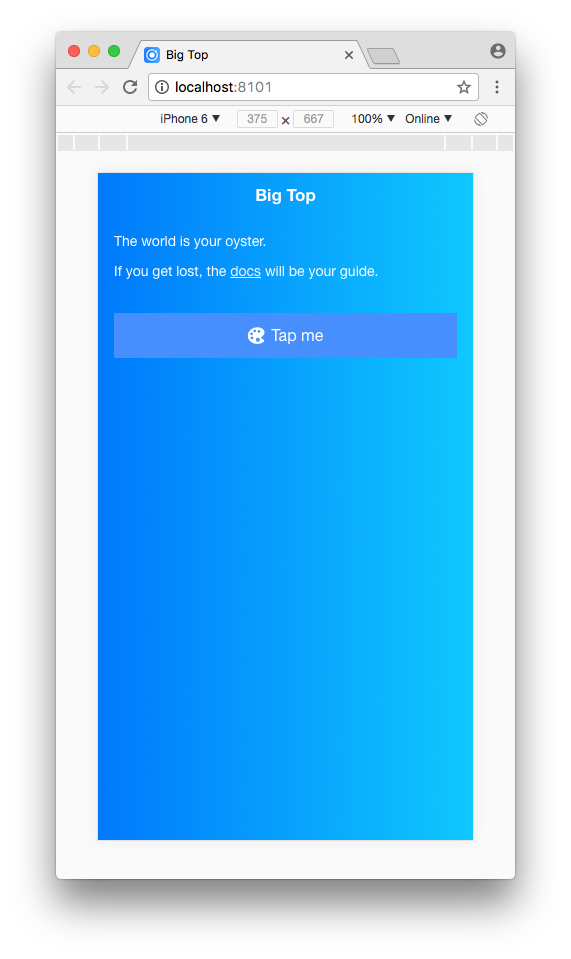 Big Top
localhost:8101
iPhone 6 375 × 667 100% Online
Big Top
The world is your oyster.
If you get lost, the docs will be your guide.
Tap me